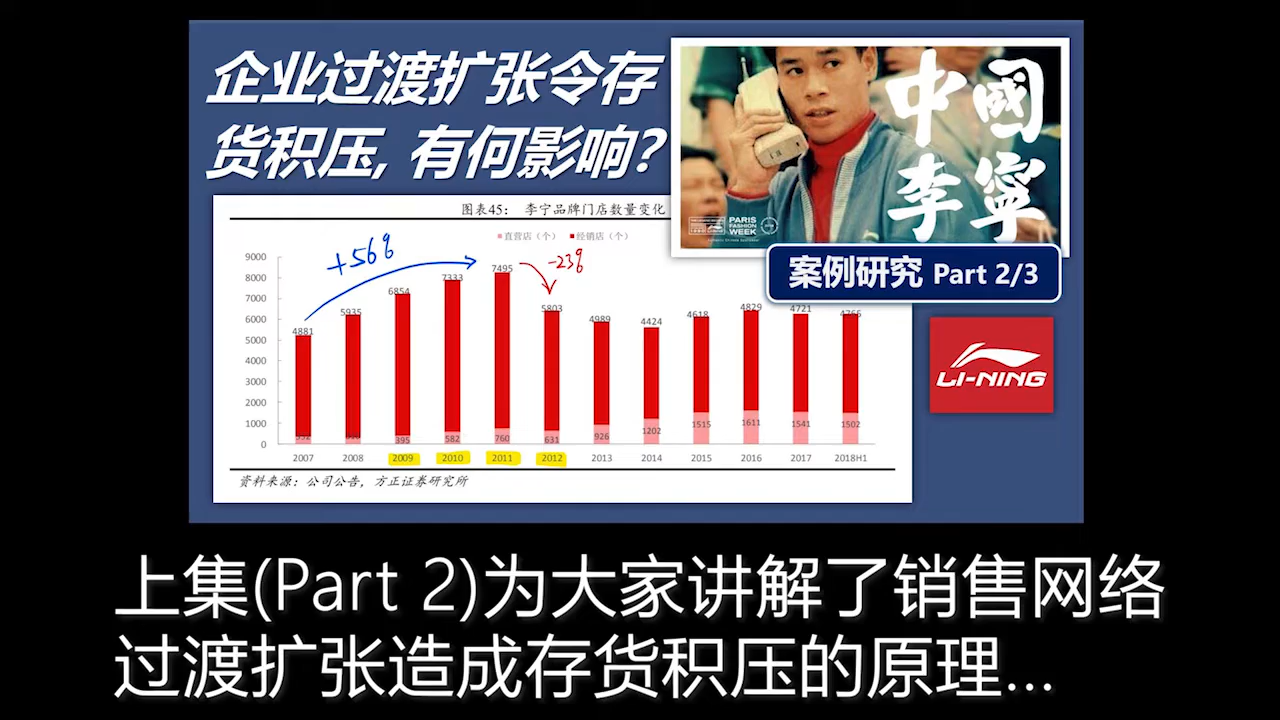 企业过渡扩张令存
货积压, 有何影响?
中國
李寧
PARIS
FASHION
WEEK
案例研究 Part 2/3
LI-NING
图表45： 李宁品牌门店数量变化
直营店（个） 经销店（个）
+56%
-23%
9000
8000
7000
6000
5000
4000
3000
2000
1000
0
4881 5935 6854 7333 7495 5803 4989 4424 4618 4829 4721 4266
395 582 760 631 926 1202 1515 1611 1541 1502
2007 2008 2009 2010 2011 2012 2013 2014 2015 2016 2017 2018H1
资料来源：公司公告，方正证券研究所
上集(Part 2)为大家讲解了销售网络
过渡扩张造成存货积压的原理...